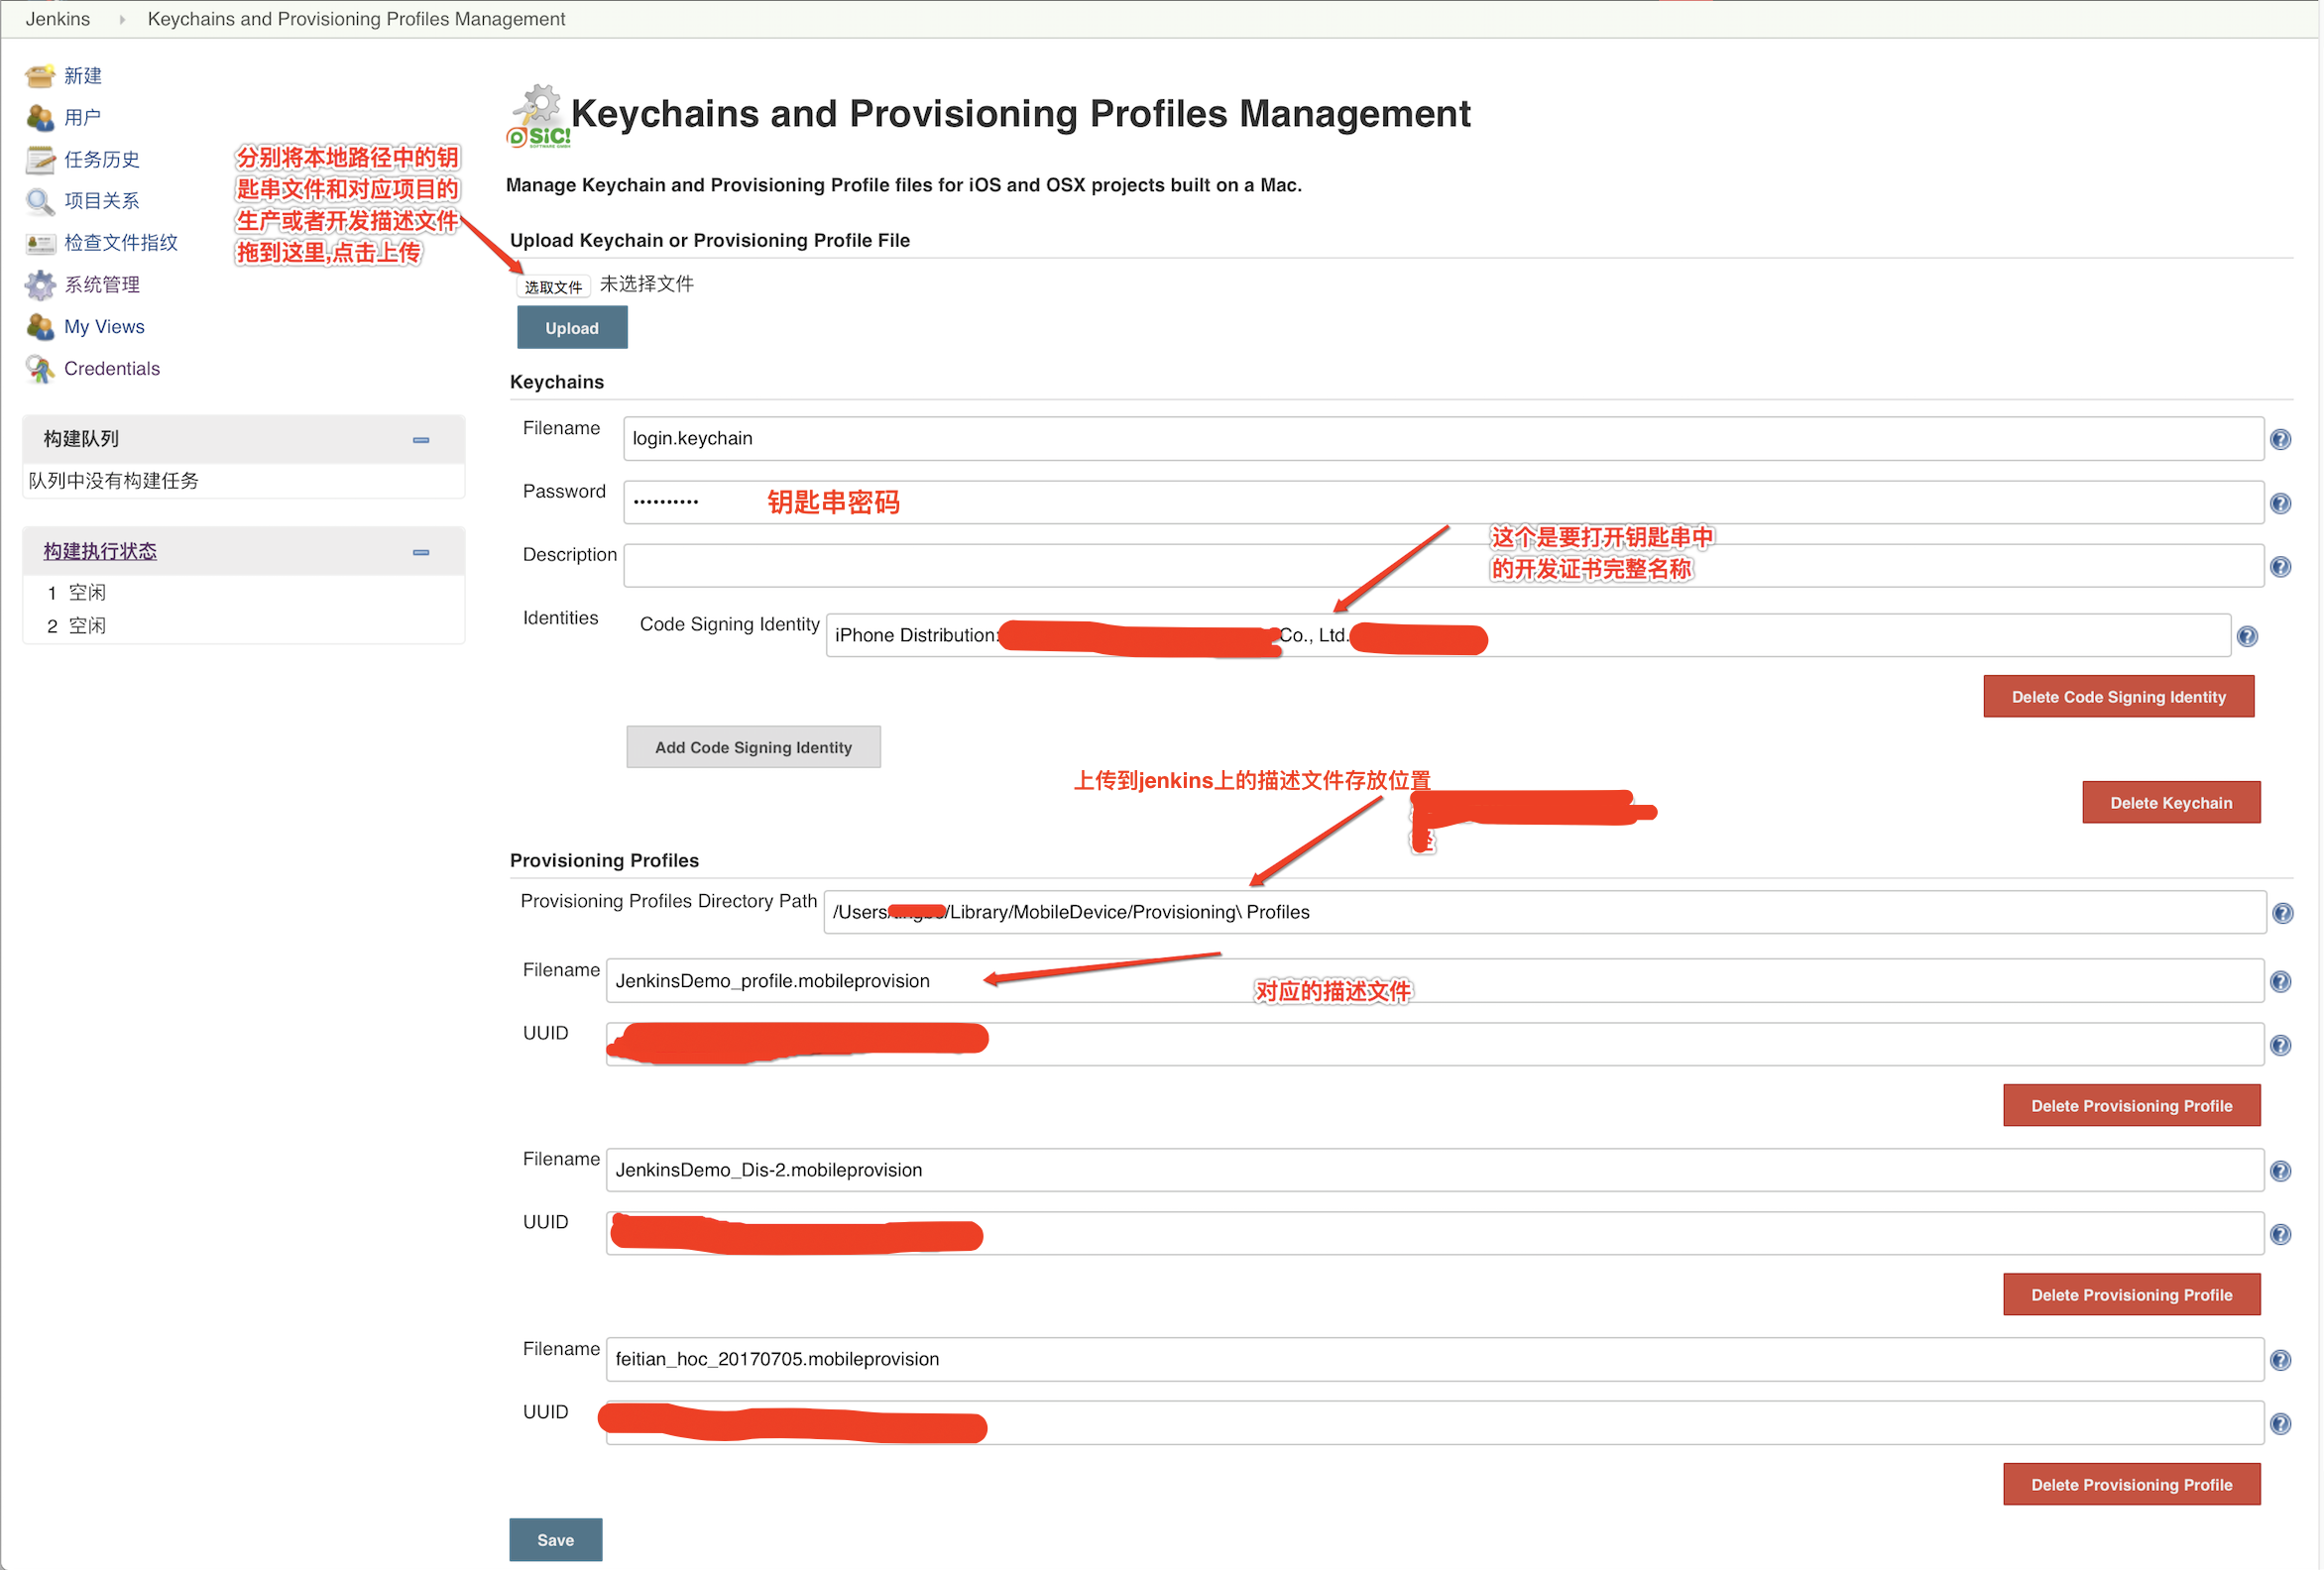 Jenkins
Keychains and Provisioning Profiles Management
新建
用户
任务历史
项目关系
检查文件指纹
系统管理
My Views
Credentials
构建队列
队列中没有构建任务
构建执行状态
1 空闲
2 空闲
分别将本地路径中的钥
匙串文件和对应项目的
生产或者开发描述文件
拖到这里,点击上传
SiC!
Keychains and Provisioning Profiles Management
Manage Keychain and Provisioning Profile files for iOS and OSX projects built on a Mac.
Upload Keychain or Provisioning Profile File
选取文件 未选择文件
Upload
Keychains
Filename login.keychain
Password •••••••••• 钥匙串密码
这个是要打开钥匙串中
的开发证书完整名称
Description
Identities Code Signing Identity iPhone Distribution: Co., Ltd.
Delete Code Signing Identity
Add Code Signing Identity
上传到jenkins上的描述文件存放位置
Delete Keychain
Provisioning Profiles
Provisioning Profiles Directory Path /Users/ /Library/MobileDevice/Provisioning\ Profiles
Filename JenkinsDemo_profile.mobileprovision
对应的描述文件
UUID
Delete Provisioning Profile
Filename JenkinsDemo_Dis-2.mobileprovision
UUID
Delete Provisioning Profile
Filename feitian_hoc_20170705.mobileprovision
UUID
Delete Provisioning Profile
Save